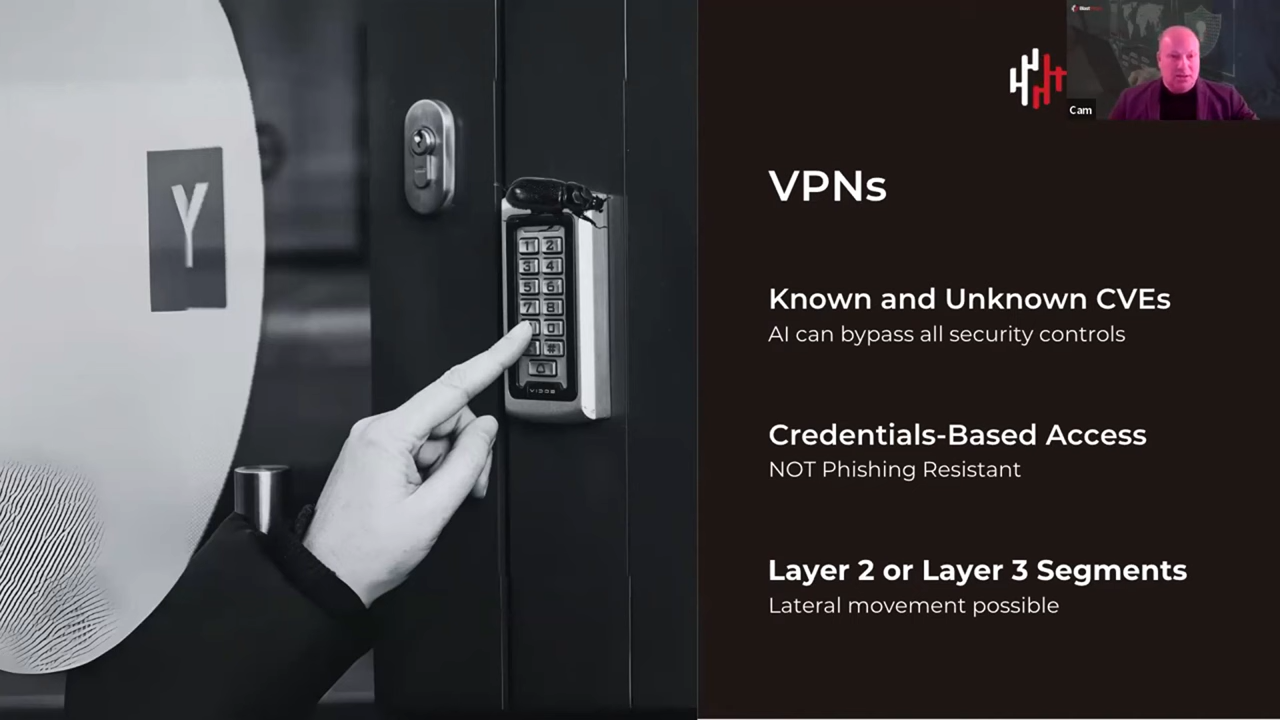 Y
1 2
3 4
5 6
7 8
0
#
Cam
VPNs
Known and Unknown CVEs
AI can bypass all security controls
Credentials-Based Access
NOT Phishing Resistant
Layer 2 or Layer 3 Segments
Lateral movement possible